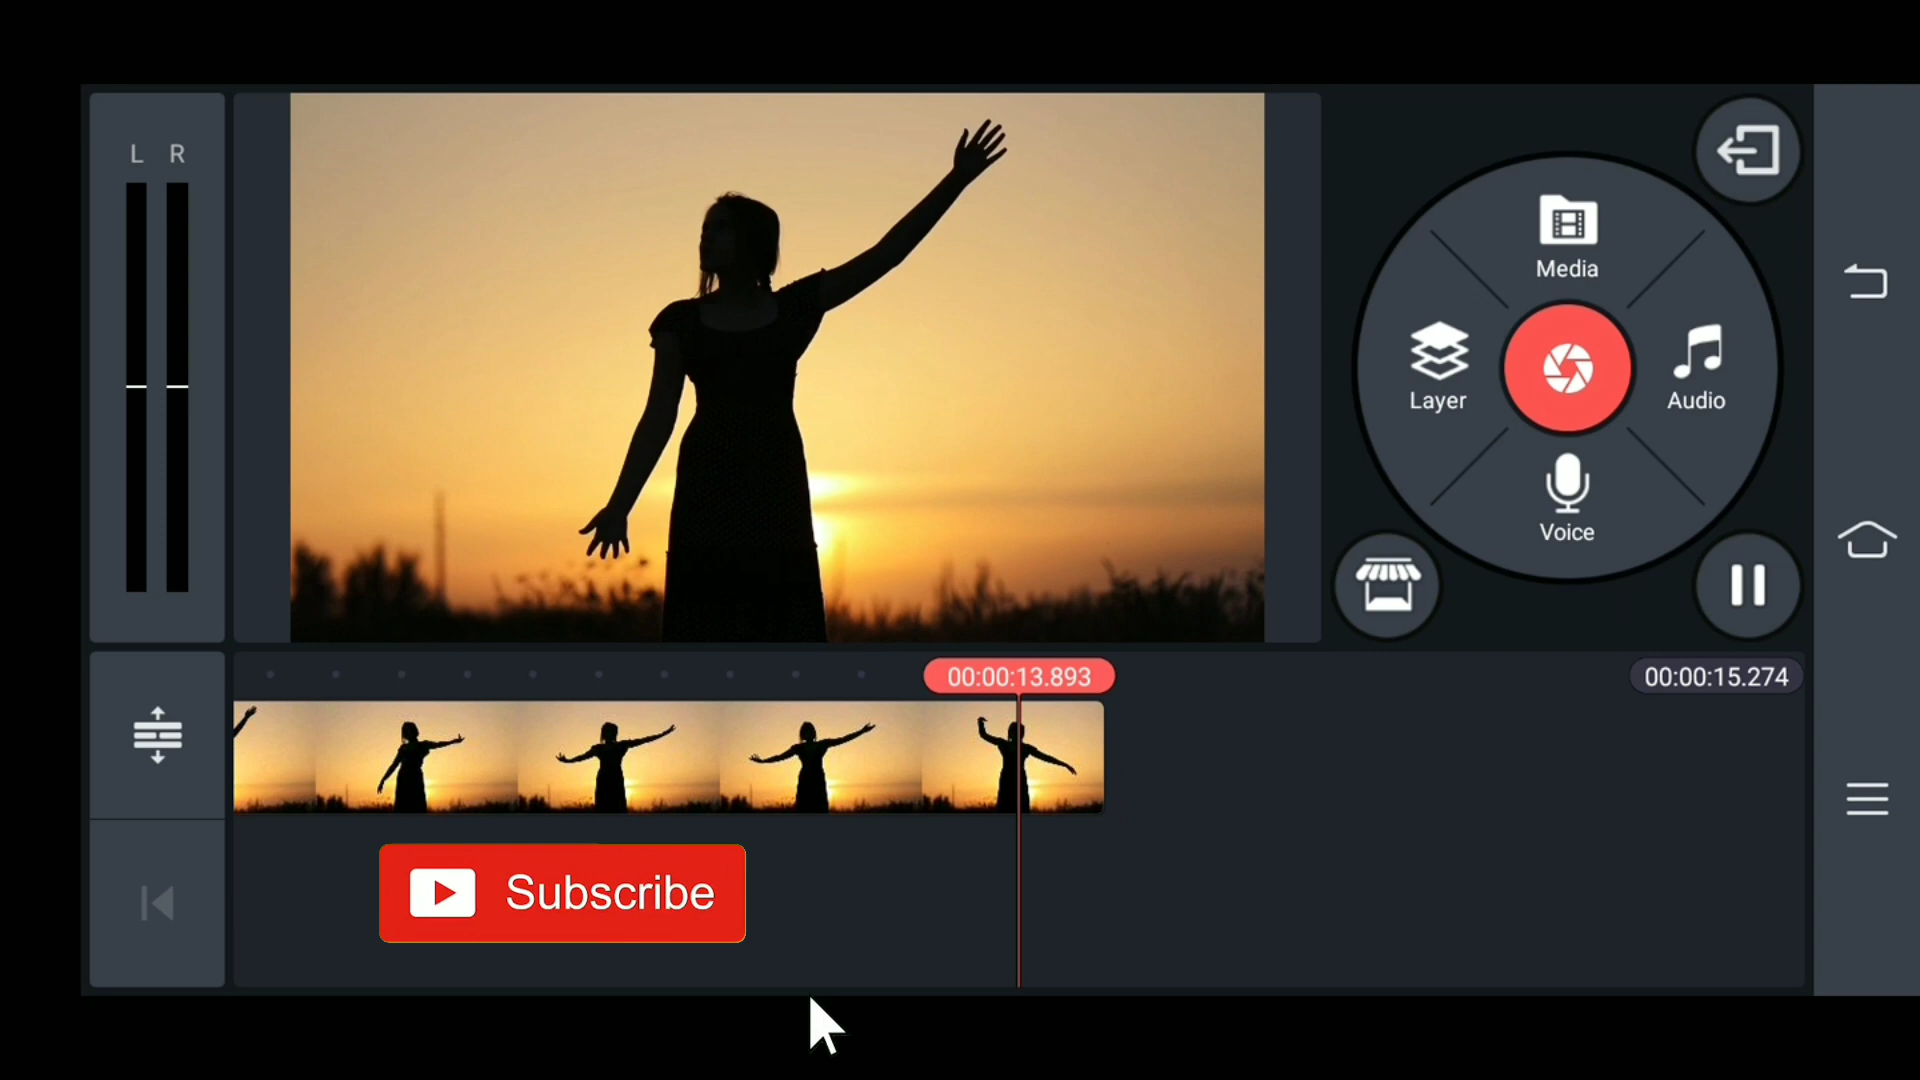 L R
Media
Layer
Audio
Voice
00:00:13.893
00:00:15.274
Subscribe